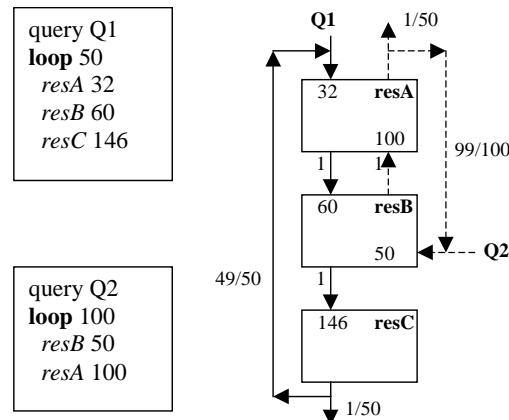 query Q1
loop 50
resA 32
resB 60
resC 146
query Q2
loop 100
resB 50
resA 100
Q1
1/50
32 resA
100
1 1
99/100
60 resB
50
Q2
1
49/50
146 resC
1/50